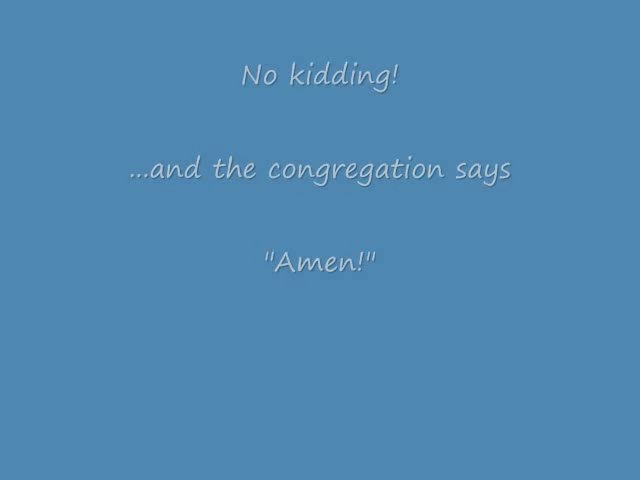 No kidding!
...and the congregation says
"Amen!"